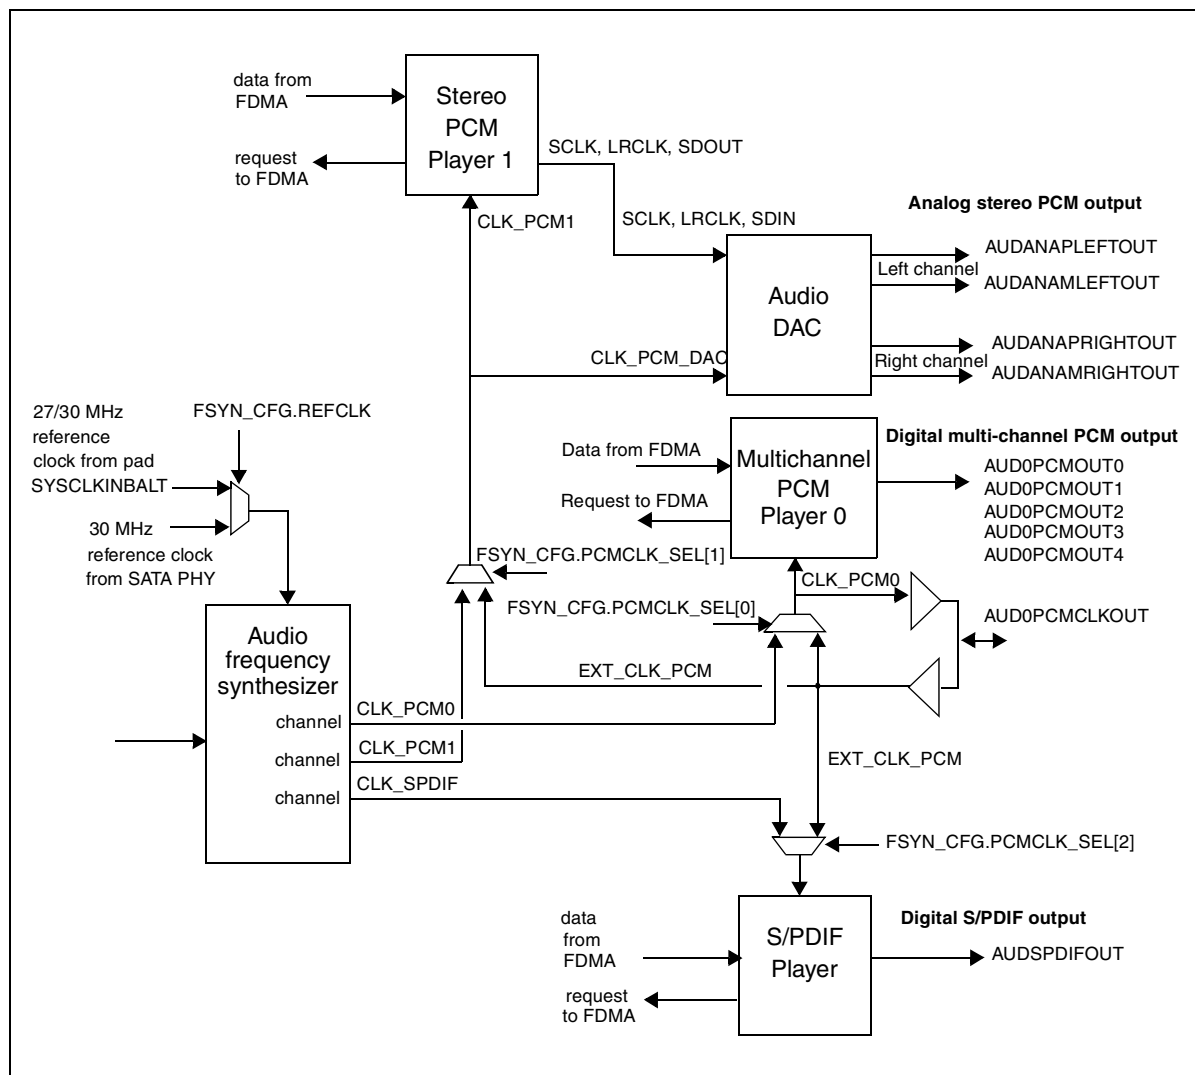 data from
FDMA
request
to FDMA
Stereo
PCM
Player 1
SCLK, LRCLK, SDOUT
CLK_PCM1
SCLK, LRCLK, SDIN
Analog stereo PCM output
Audio
DAC
AUDANAPLEFTOUT
Left channel
AUDANAMLEFTOUT
AUDANAPRIGHTOUT
Right channel
AUDANAMRIGHTOUT
CLK_PCM_DAC
27/30 MHz
reference
clock from pad
SYSCLKINBALT
FSYN_CFG.REFCLK
30 MHz
reference clock
from SATA PHY
Data from FDMA
Request to FDMA
Multichannel
PCM
Player 0
Digital multi-channel PCM output
AUD0PCMOUT0
AUD0PCMOUT1
AUD0PCMOUT2
AUD0PCMOUT3
AUD0PCMOUT4
FSYN_CFG.PCMCLK_SEL[1]
CLK_PCM0
FSYN_CFG.PCMCLK_SEL[0]
AUD0PCMCLKOUT
EXT_CLK_PCM
Audio
frequency
synthesizer
channel
CLK_PCM0
channel
CLK_PCM1
channel
CLK_SPDIF
EXT_CLK_PCM
FSYN_CFG.PCMCLK_SEL[2]
data
from
FDMA
request
to FDMA
S/PDIF
Player
Digital S/PDIF output
AUDSPDIFOUT